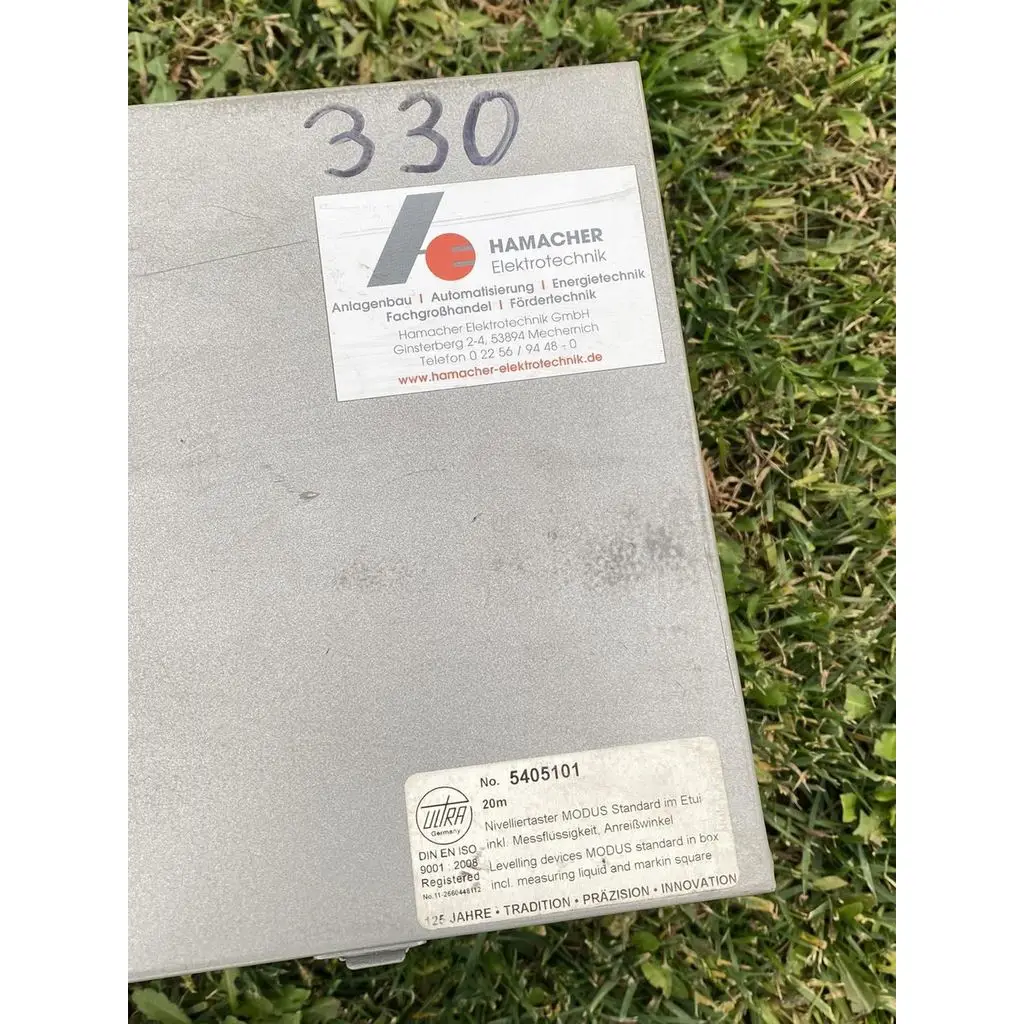 330
HAMACHER
Elektrotechnik
Anlagenbau | Automatisierung | Energietechnik
Fachgroßhandel | Fördertechnik
Hamacher Elektrotechnik GmbH
Ginsterberg 2-4, 53894 Mechernich
Telefon 0 22 56 / 94 48 - 0
www.hamacher-elektrotechnik.de
No. 5405101
20m
Nivelliertaster MODUS Standard im Etui
inkl. Messflüssigkeit, Anreißwinkel
Levelling devices MODUS standard in box
incl. measuring liquid and markin square
ULTRA
Germany
DIN EN ISO
9001 : 2008
Registered
No.11-2660448112
125 JAHRE • TRADITION • PRÄZISION • INNOVATION